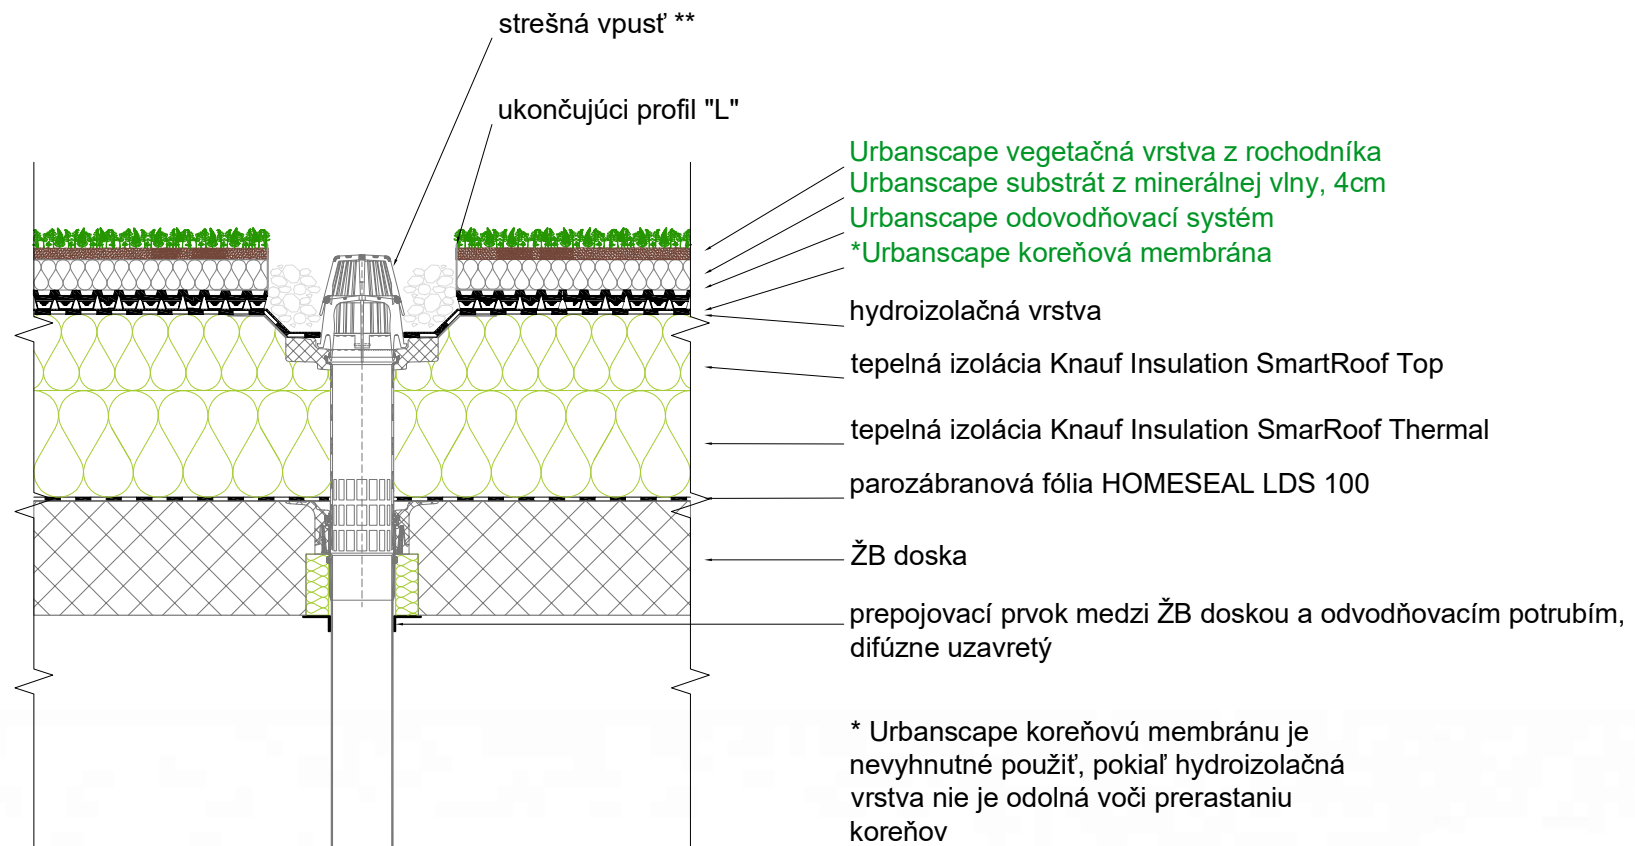 strešná vpusť **
ukončujúci profil "L"
Urbanscape vegetačná vrstva z rochodníka
Urbanscape substrát z minerálnej vlny, 4cm
Urbanscape odovodňovací systém
*Urbanscape koreňová membrána
hydroizolačná vrstva
tepelná izolácia Knauf Insulation SmartRoof Top
tepelná izolácia Knauf Insulation SmarRoof Thermal
parozábranová fólia HOMESEAL LDS 100
ŽB doska
prepojovací prvok medzi ŽB doskou a odvodňovacím potrubím,
difúzne uzavretý
* Urbanscape koreňovú membránu je
nevyhnutné použiť, pokiaľ hydroizolačná
vrstva nie je odolná voči prerastaniu
koreňov